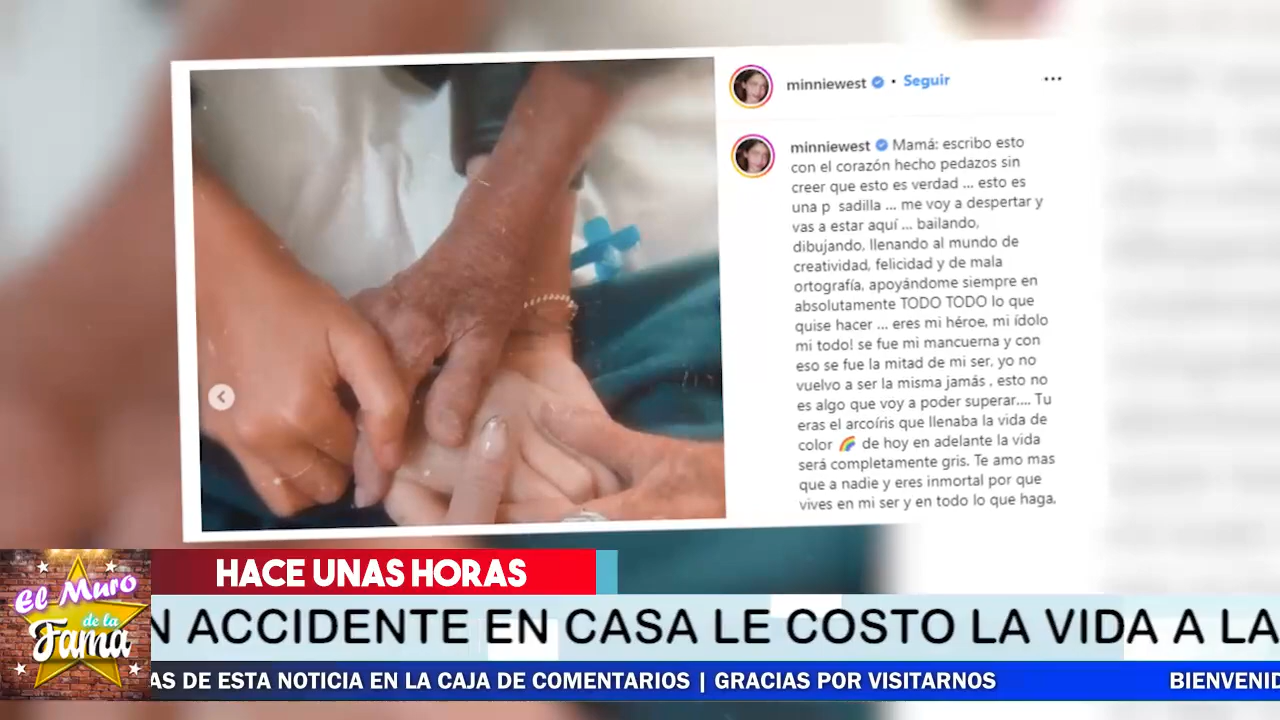 minniewest • Seguir ...
minniewest Mamá: escribo esto
con el corazón hecho pedazos sin
creer que esto es verdad ... esto es
una p sadilla ... me voy a despertar y
vas a estar aquí ... bailando,
dibujando, llenando al mundo de
creatividad, felicidad y de mala
ortografía, apoyándome siempre en
absolutamente TODO TODO lo que
quise hacer ... eres mi héroe, mi ídolo
mi todo! se fue mi mancuerna y con
eso se fue la mitad de mi ser, yo no
vuelvo a ser la misma jamás , esto no
es algo que voy a poder superar.... Tu
eras el arcoíris que llenaba la vida de
color 🌈 de hoy en adelante la vida
será completamente gris. Te amo mas
que a nadie y eres inmortal por que
vives en mi ser y en todo lo que haga,
HACE UNAS HORAS
El Muro
de la
Fama
N ACCIDENTE EN CASA LE COSTO LA VIDA A LA
AS DE ESTA NOTICIA EN LA CAJA DE COMENTARIOS | GRACIAS POR VISITARNOS
BIENVENID